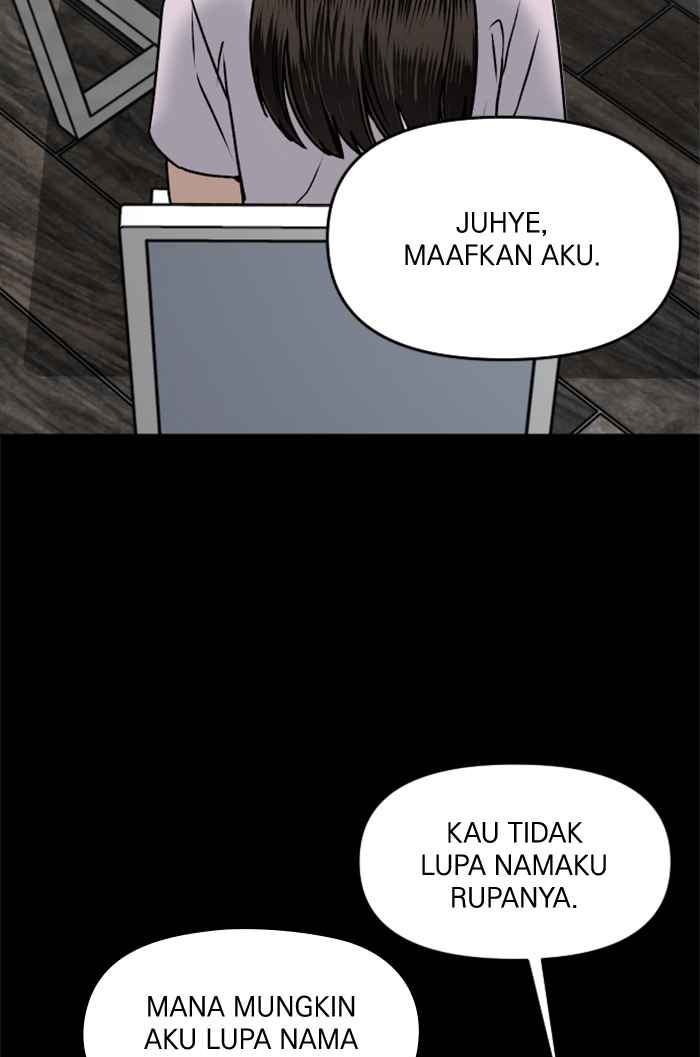 JUHYE,
MAAFKAN AKU.
KAU TIDAK
LUPA NAMAKU
RUPANYA.
MANA MUNGKIN
AKU LUPA NAMA